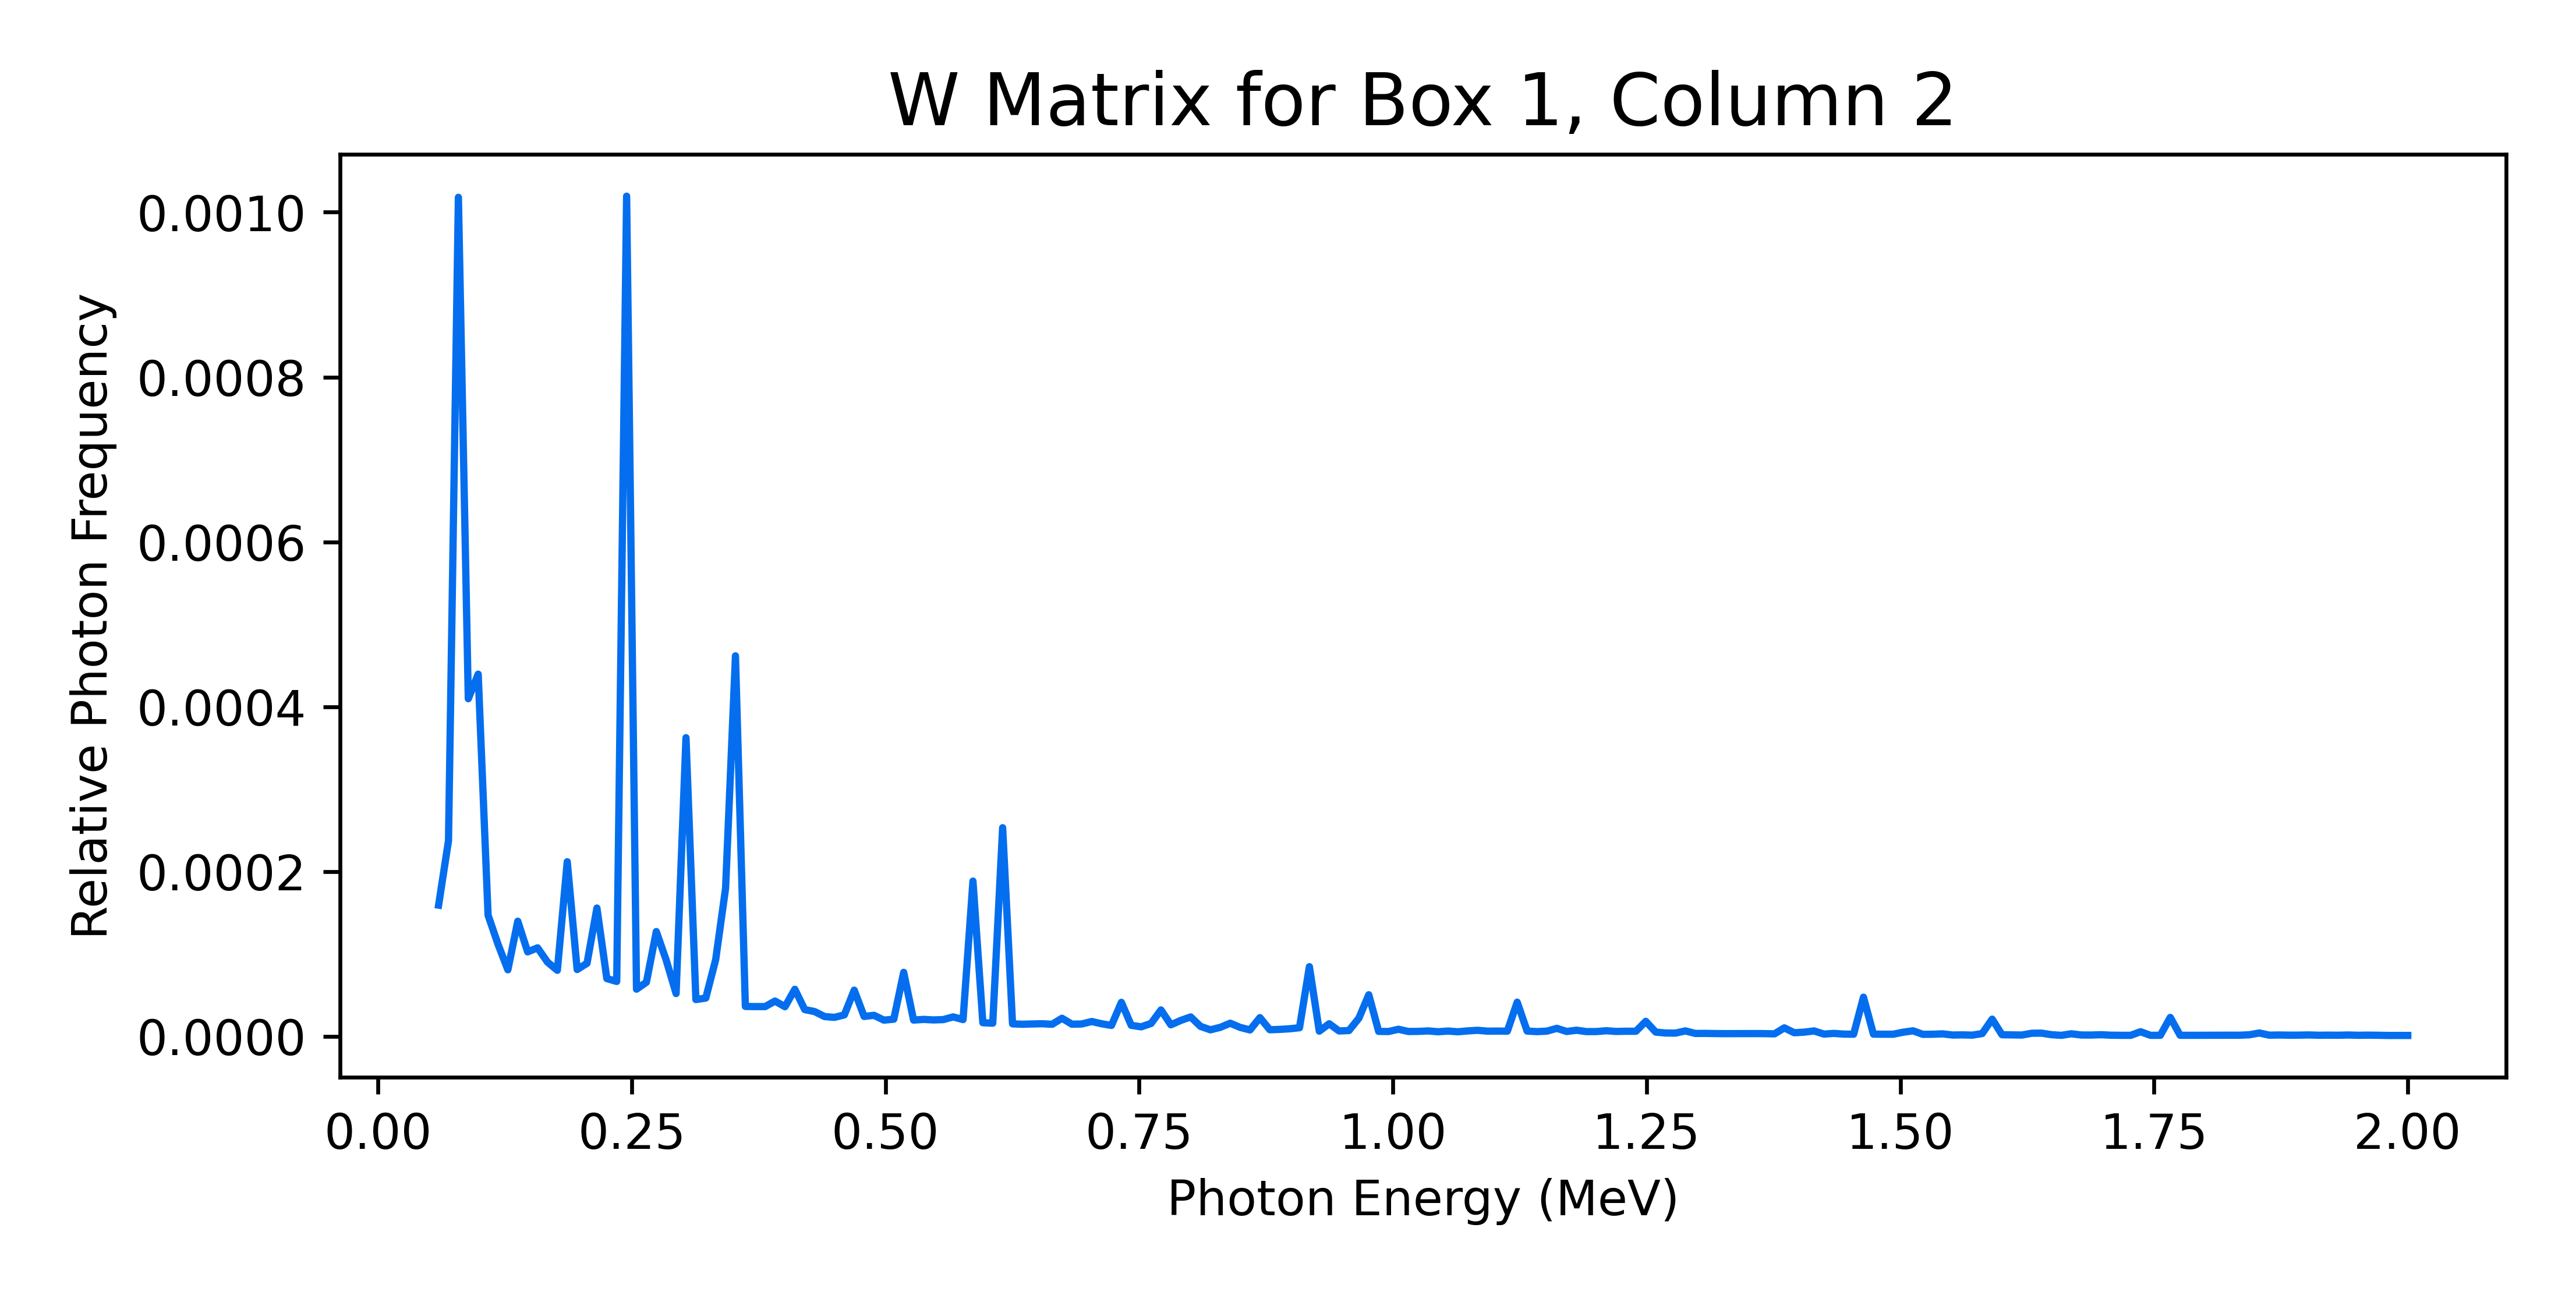 W Matrix for Box 1, Column 2
Relative Photon Frequency
0.0010
0.0008
0.0006
0.0004
0.0002
0.0000
0.00 0.25 0.50 0.75 1.00 1.25 1.50 1.75 2.00
Photon Energy (MeV)